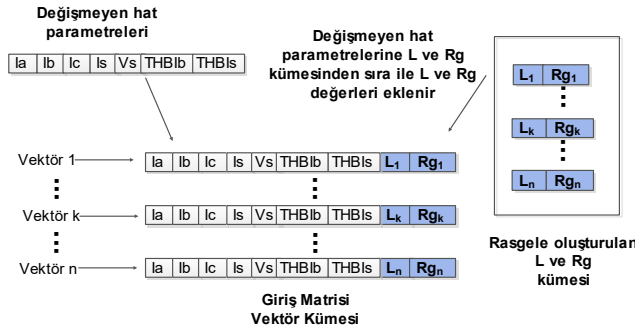 Değişmeyen hat
parametreleri
Ia Ib Ic Is Vs THBIb THBIs
Değişmeyen hat
parametrelerine L ve Rg
kümesinden sıra ile L ve Rg
değerleri eklenir
L1 Rg1
Lk Rgk
Ln Rgn
Rasgele oluşturulan
L ve Rg
kümesi
Vektör 1 Ia Ib Ic Is Vs THBIb THBIs L1 Rg1
Vektör k Ia Ib Ic Is Vs THBIb THBIs Lk Rgk
Vektör n Ia Ib Ic Is Vs THBIb THBIs Ln Rgn
Giriş Matrisi
Vektör Kümesi